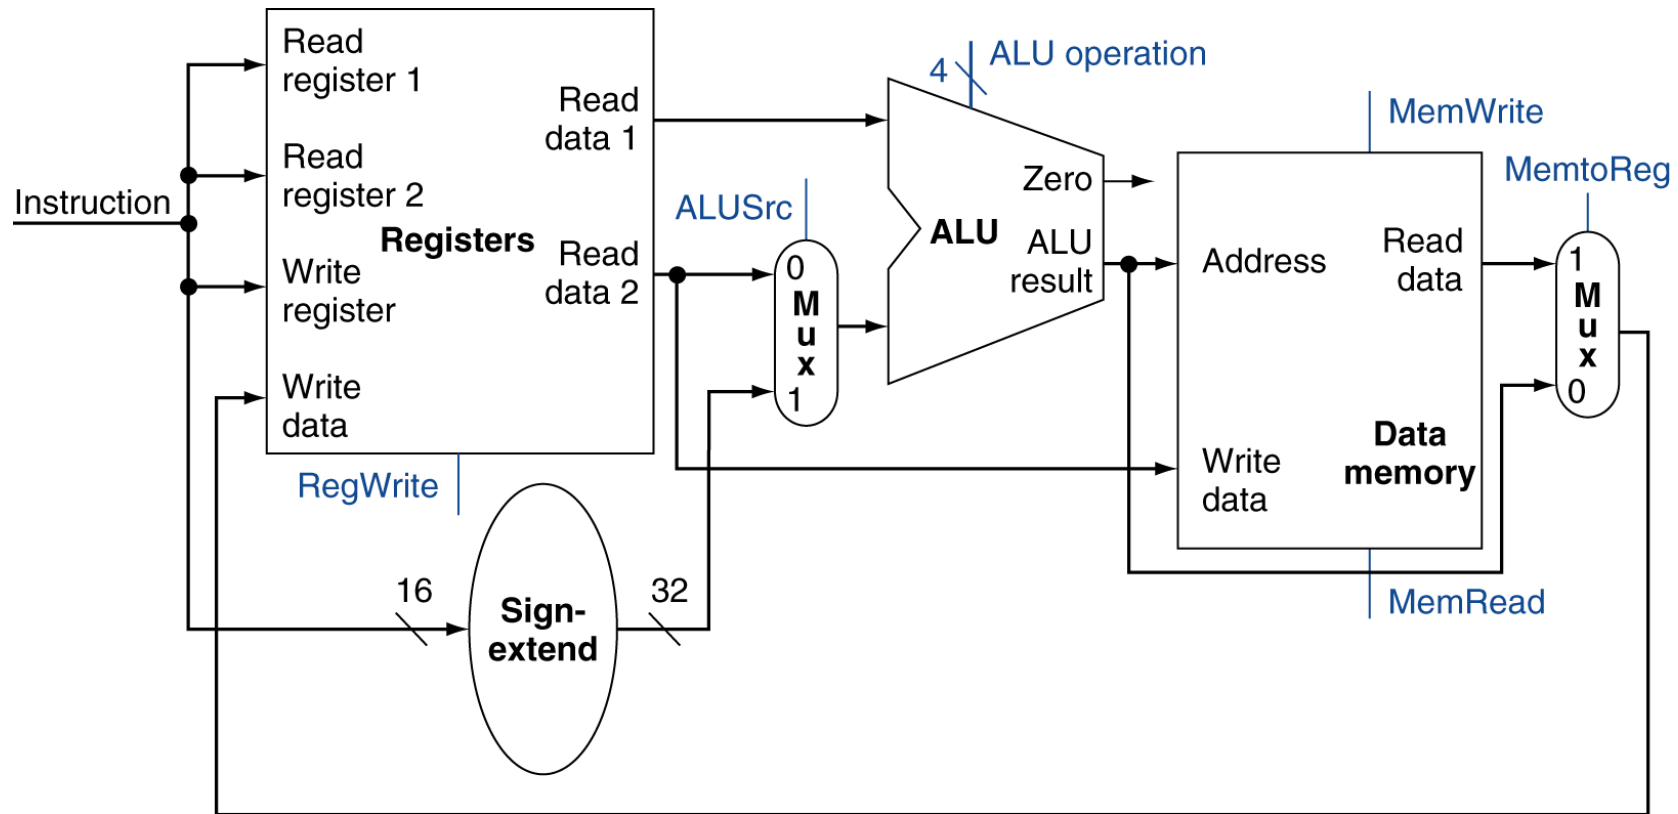 Instruction
Read
register 1
Read
register 2
Registers
Write
register
Write
data
Read
data 1
Read
data 2
RegWrite
16
Sign-
extend
32
ALUSrc
0
M
u
x
1
4
ALU operation
Zero
ALU
ALU
result
MemWrite
Address
Read
data
Write
data
Data
memory
MemRead
MemtoReg
1
M
u
x
0